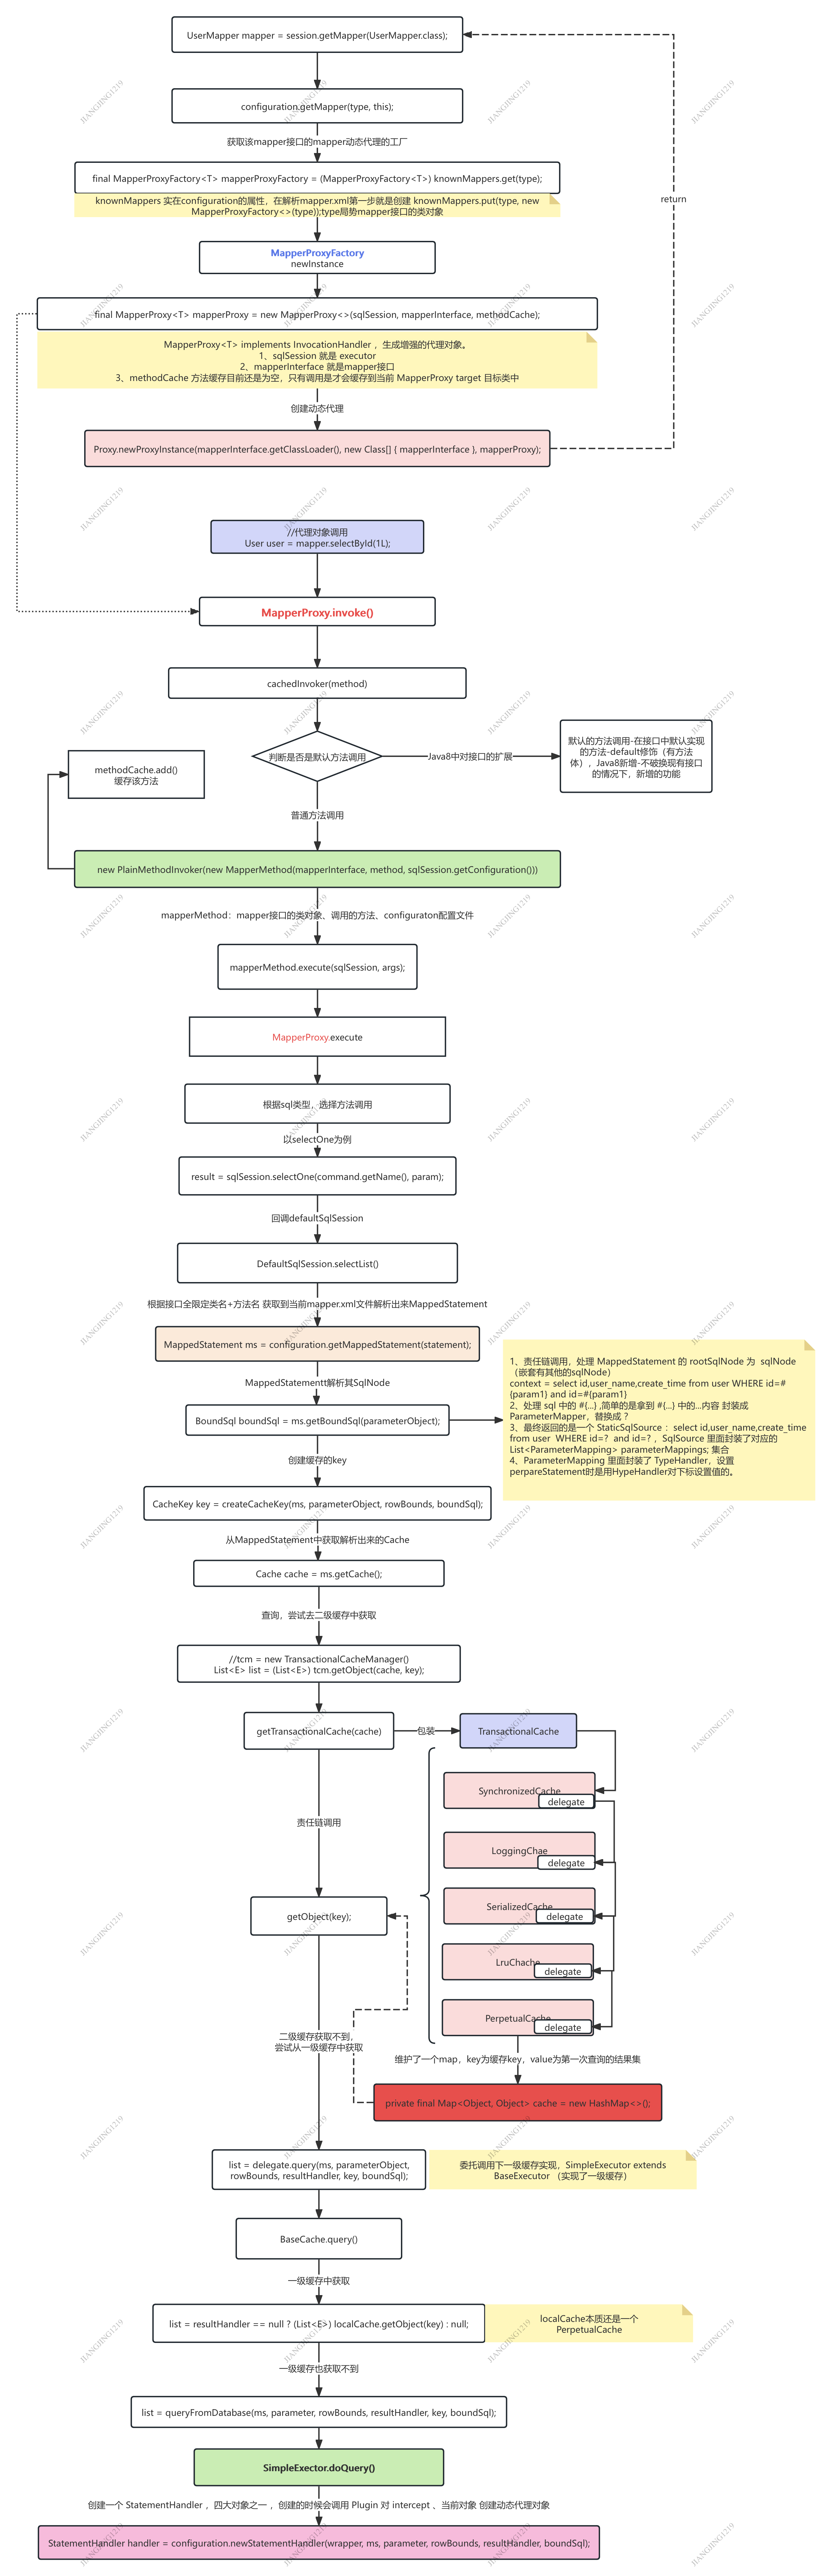 UserMapper mapper = session.getMapper(UserMapper.class);
configuration.getMapper(type, this);
获取该mapper接口的mapper动态代理的工厂
final MapperProxyFactory<T> mapperProxyFactory = (MapperProxyFactory<T>) knownMappers.get(type);
return
knownMappers 实在configuration的属性，在解析mapper.xml第一步就是创建 knownMappers.put(type, new
MapperProxyFactory<>(type));type局势mapper接口的类对象
MapperProxyFactory
newInstance
final MapperProxy<T> mapperProxy = new MapperProxy<>(sqlSession, mapperInterface, methodCache);
MapperProxy<T> implements InvocationHandler ，生成增强的代理对象。
1、sqlSession 就是 executor
2、mapperInterface 就是mapper接口
3、methodCache 方法缓存目前还是为空，只有调用是才会缓存到当前 MapperProxy target 目标类中
创建动态代理
Proxy.newProxyInstance(mapperInterface.getClassLoader(), new Class[] { mapperInterface }, mapperProxy);
//代理对象调用
User user = mapper.selectById(1L);
MapperProxy.invoke()
cachedInvoker(method)
判断是否是默认方法调用
Java8中对接口的扩展
默认的方法调用-在接口中默认实现
的方法-default修饰（有方法
体），Java8新增-不破换现有接口
的情况下，新增的功能
methodCache.add()
缓存该方法
普通方法调用
new PlainMethodInvoker(new MapperMethod(mapperInterface, method, sqlSession.getConfiguration()))
mapperMethod：mapper接口的类对象、调用的方法、configuraton配置文件
mapperMethod.execute(sqlSession, args);
MapperProxy.execute
根据sql类型，选择方法调用
以selectOne为例
result = sqlSession.selectOne(command.getName(), param);
回调defaultSqlSession
DefaultSqlSession.selectList()
根据接口全限定类名+方法名 获取到当前mapper.xml文件解析出来MappedStatement
MappedStatement ms = configuration.getMappedStatement(statement);
MappedStatementt解析其SqlNode
BoundSql boundSql = ms.getBoundSql(parameterObject);
1、责任链调用，处理 MappedStatement 的 rootSqlNode 为 sqlNode
（嵌套有其他的sqlNode）
context = select id,user_name,create_time from user WHERE id=#
{param1} and id=#{param1}
2、处理 sql 中的 #{...} ,简单的是拿到 #{...} 中的...内容 封装成
ParameterMapper，替换成 ?
3、最终返回的是一个 StaticSqlSource ：select id,user_name,create_time
from user WHERE id=? and id=? ，SqlSource 里面封装了对应的
List<ParameterMapping> parameterMappings; 集合
4、ParameterMapping 里面封装了 TypeHandler，设置
perpareStatement时是用HypeHandler对下标设置值的。
创建缓存的key
CacheKey key = createCacheKey(ms, parameterObject, rowBounds, boundSql);
从MappedStatement中获取解析出来的Cache
Cache cache = ms.getCache();
查询，尝试去二级缓存中获取
//tcm = new TransactionalCacheManager()
List<E> list = (List<E>) tcm.getObject(cache, key);
getTransactionalCache(cache)
包装
TransactionalCache
SynchronizedCache
delegate
责任链调用
LoggingChae
delegate
SerializedCache
delegate
getObject(key);
LruChache
delegate
PerpetualCache
delegate
二级缓存获取不到，
尝试从一级缓存中获取
维护了一个map，key为缓存key，value为第一次查询的结果集
private final Map<Object, Object> cache = new HashMap<>();
list = delegate.query(ms, parameterObject,
rowBounds, resultHandler, key, boundSql);
委托调用下一级缓存实现，SimpleExecutor extends
BaseExecutor （实现了一级缓存）
BaseCache.query()
一级缓存中获取
list = resultHandler == null ? (List<E>) localCache.getObject(key) : null;
localCache本质还是一个
PerpetualCache
一级缓存也获取不到
list = queryFromDatabase(ms, parameter, rowBounds, resultHandler, key, boundSql);
SimpleExector.doQuery()
创建一个 StatementHandler ，四大对象之一 ，创建的时候会调用 Plugin 对 intercept 、当前对象 创建动态代理对象
StatementHandler handler = configuration.newStatementHandler(wrapper, ms, parameter, rowBounds, resultHandler, boundSql);
JIANGJING1219